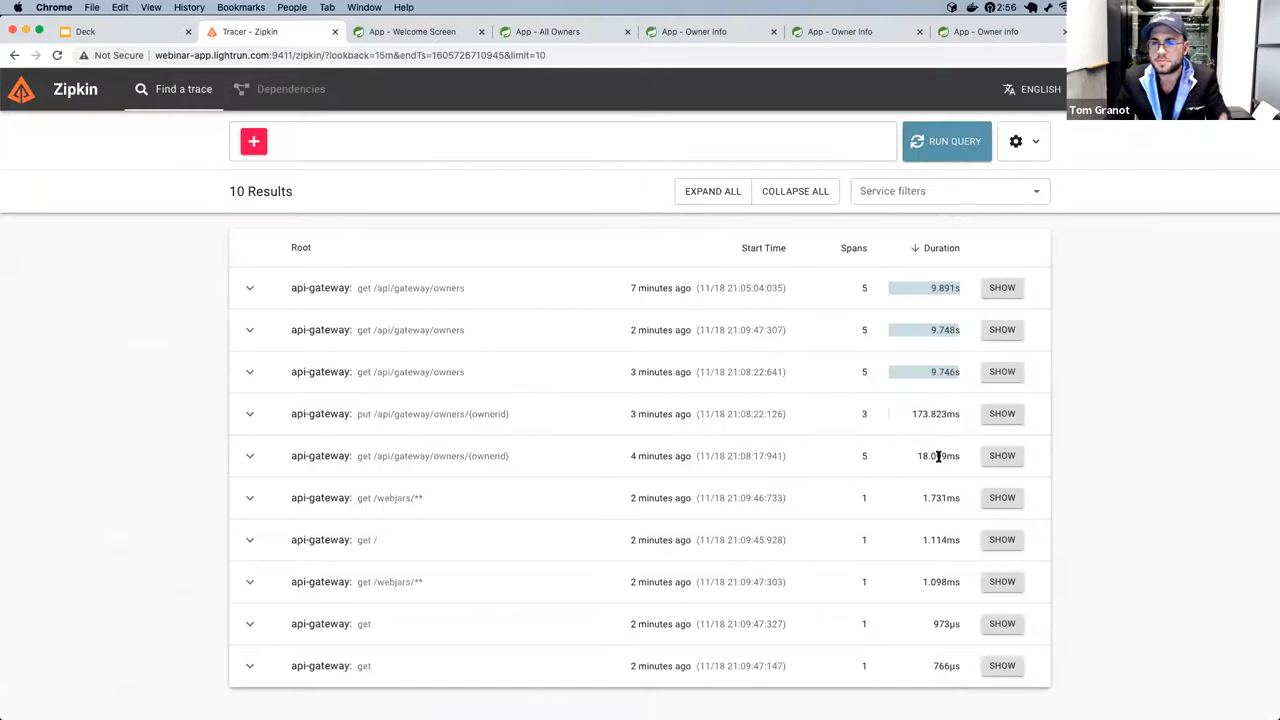 Chrome File Edit View History Bookmarks People Tab Window Help 2:56
Deck
Tracer - Zipkin
App - Welcome Screen
App - All Owners
App - Owner info
App - Owner info
App - Owner info
Not Secure webinar-app.lightrun.com:9411/zipkin/?lookback=15m&endTs=1605726710945&limit=10
Zipkin Find a trace Dependencies ENGLISH
Tom Granot
+ RUN QUERY
10 Results EXPAND ALL COLLAPSE ALL Service filters
Root Start Time Spans Duration
api-gateway: get /api/gateway/owners 7 minutes ago (11/18 21:05:04:035) 5 9.891s SHOW
api-gateway: get /api/gateway/owners 2 minutes ago (11/18 21:09:47:307) 5 9.748s SHOW
api-gateway: get /api/gateway/owners 3 minutes ago (11/18 21:08:22:641) 5 9.746s SHOW
api-gateway: put /api/gateway/owners/{ownerid} 3 minutes ago (11/18 21:08:22:126) 3 173.823ms SHOW
api-gateway: get /api/gateway/owners/{ownerid} 4 minutes ago (11/18 21:08:17:941) 5 SHOW
api-gateway: get /webjars/** 2 minutes ago (11/18 21:09:46:733) 1 1.731ms SHOW
api-gateway: get / 2 minutes ago (11/18 21:09:45:928) 1 1.114ms SHOW
api-gateway: get /webjars/** 2 minutes ago (11/18 21:09:47:303) 1 1.098ms SHOW
api-gateway: get 2 minutes ago (11/18 21:09:47:327) 1 973µs SHOW
api-gateway: get 2 minutes ago (11/18 21:09:47:147) 1 766µs SHOW